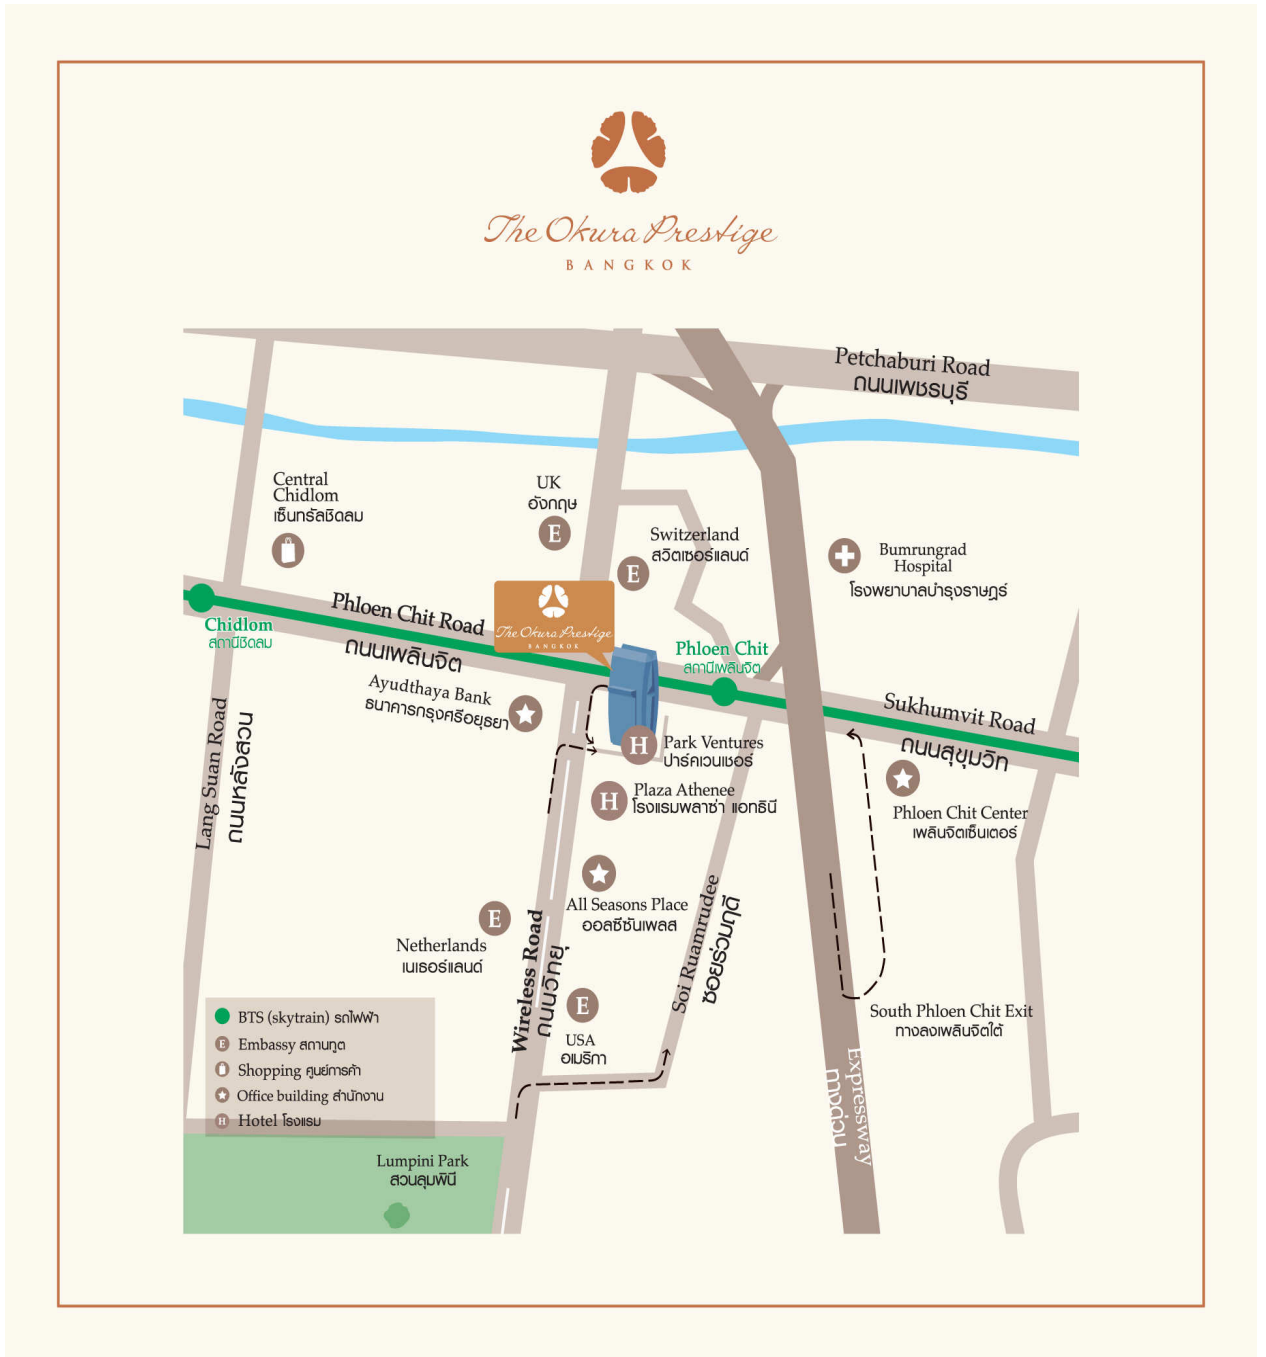 The Okura Prestige
BANGKOK
Petchaburi Road
ถนนเพชรบุรี
Central
Chidlom
เซ็นทรัลชิดลม
UK
อังกฤษ
E
Switzerland
สวิตเซอร์แลนด์
E
Bumrungrad
Hospital
โรงพยาบาลบำรุงราษฎร์
Chidlom
สถานีชิดลม
Phloen Chit Road
ถนนเพลินจิต
The Okura Prestige
BANGKOK
Phloen Chit
สถานีเพลินจิต
Ayudthaya Bank
ธนาคารกรุงศรีอยุธยา
Sukhumvit Road
ถนนสุขุมวิท
H
Park Ventures
ปาร์คเวนเชอร์
Lang Suan Road
ถนนหลังสวน
H
Plaza Athenee
โรงแรมพลาซ่า แอทธินี
Phloen Chit Center
เพลินจิตเซ็นเตอร์
All Seasons Place
ออลซีซันเพลส
E
Netherlands
เนเธอร์แลนด์
Wireless Road
ถนนวิทยุ
Soi Ruamrudee
ซอยร่วมฤดี
E
USA
อเมริกา
South Phloen Chit Exit
ทางลงเพลินจิตใต้
Expressway
ทางด่วน
BTS (skytrain) รถไฟฟ้า
E Embassy สถานทูต
Shopping ศูนย์การค้า
Office building สำนักงาน
H Hotel โรงแรม
Lumpini Park
สวนลุมพินี